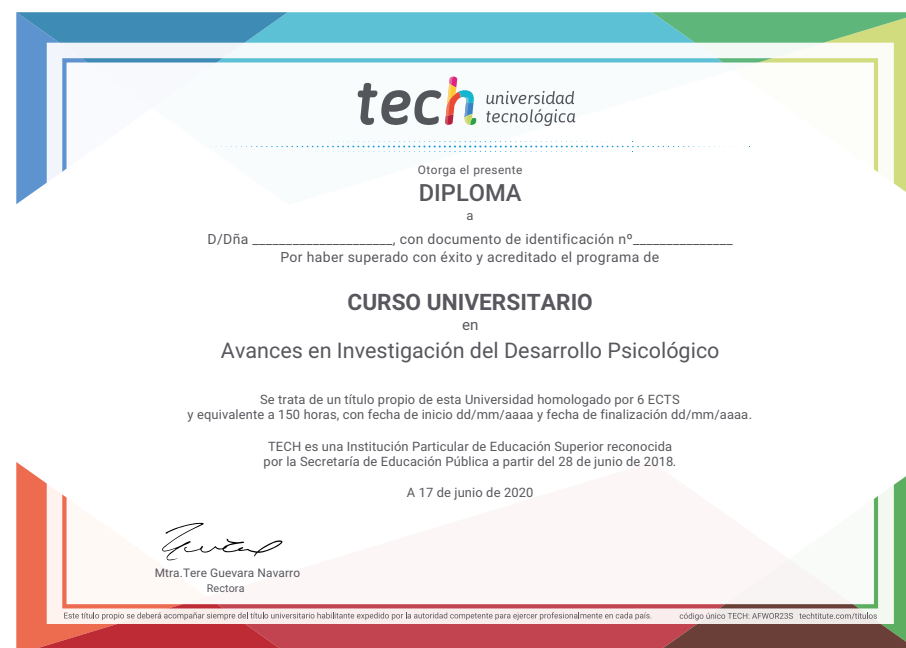 tech universidad
tecnológica
Otorga el presente
DIPLOMA
a
D/Dña ______________________, con documento de identificación nº________________
Por haber superado con éxito y acreditado el programa de
CURSO UNIVERSITARIO
en
Avances en Investigación del Desarrollo Psicológico
Se trata de un título propio de esta Universidad homologado por 6 ECTS
y equivalente a 150 horas, con fecha de inicio dd/mm/aaaa y fecha de finalización dd/mm/aaaa.
TECH es una Institución Particular de Educación Superior reconocida
por la Secretaría de Educación Pública a partir del 28 de junio de 2018.
A 17 de junio de 2020
Mtra.Tere Guevara Navarro
Rectora
Este título propio se deberá acompañar siempre del título universitario habilitante expedido por la autoridad competente para ejercer profesionalmente en cada país. código único TECH: AFWOR23S techtitute.com/titulos